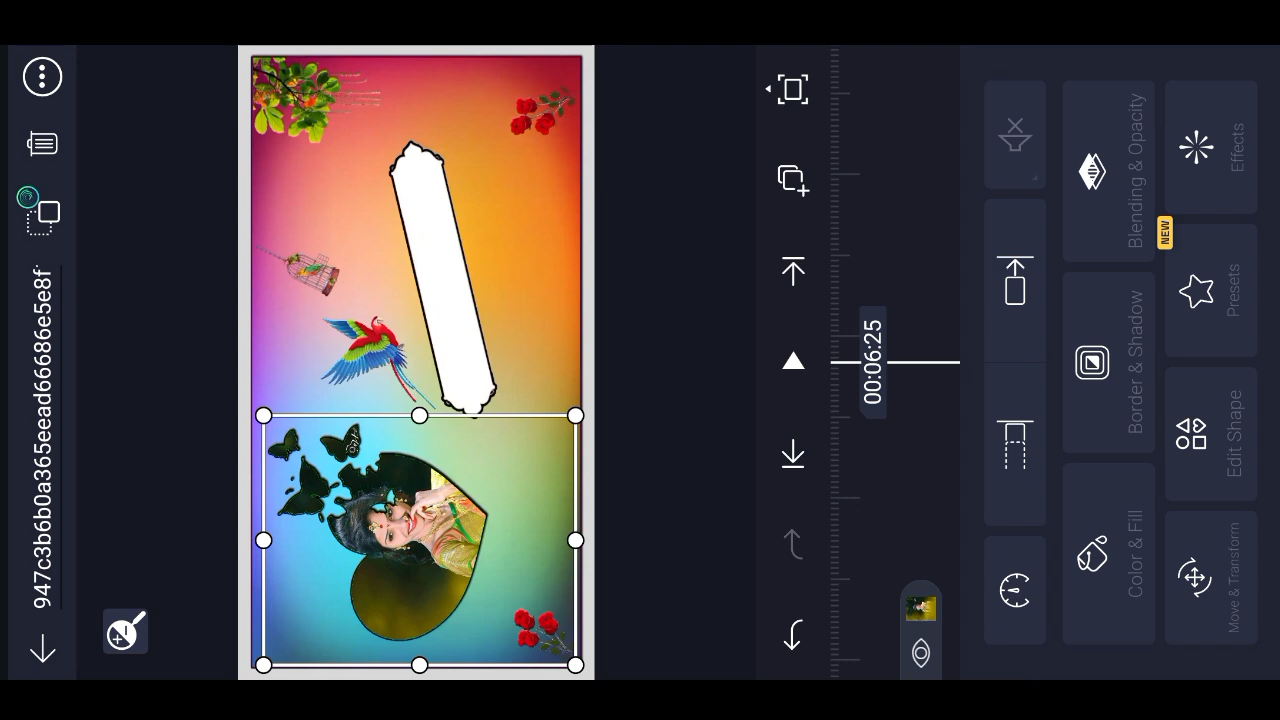 947c3b6b0a365eead66686e5e8f
00:06:25
Color & Fill
Border & Shadow
Blending & Opacity
Move & Transform
Edit Shape
Presets
NEW
Effects